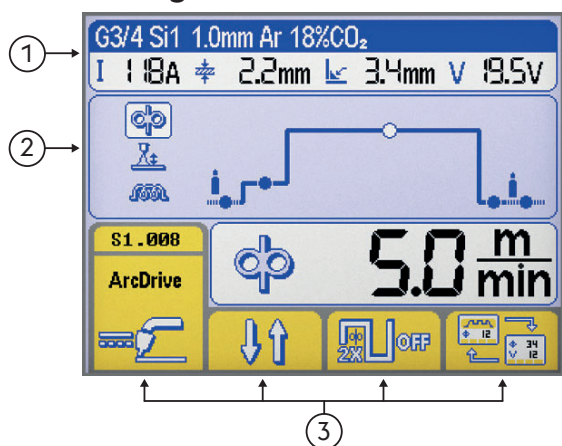 G3/4 Si1 1.0mm Ar 18%CO₂
1
I 118A 2.2mm 3.4mm V 19.5V
2
S1.008
ArcDrive
5.0 m/min
2X OFF
12
34
V 12
3